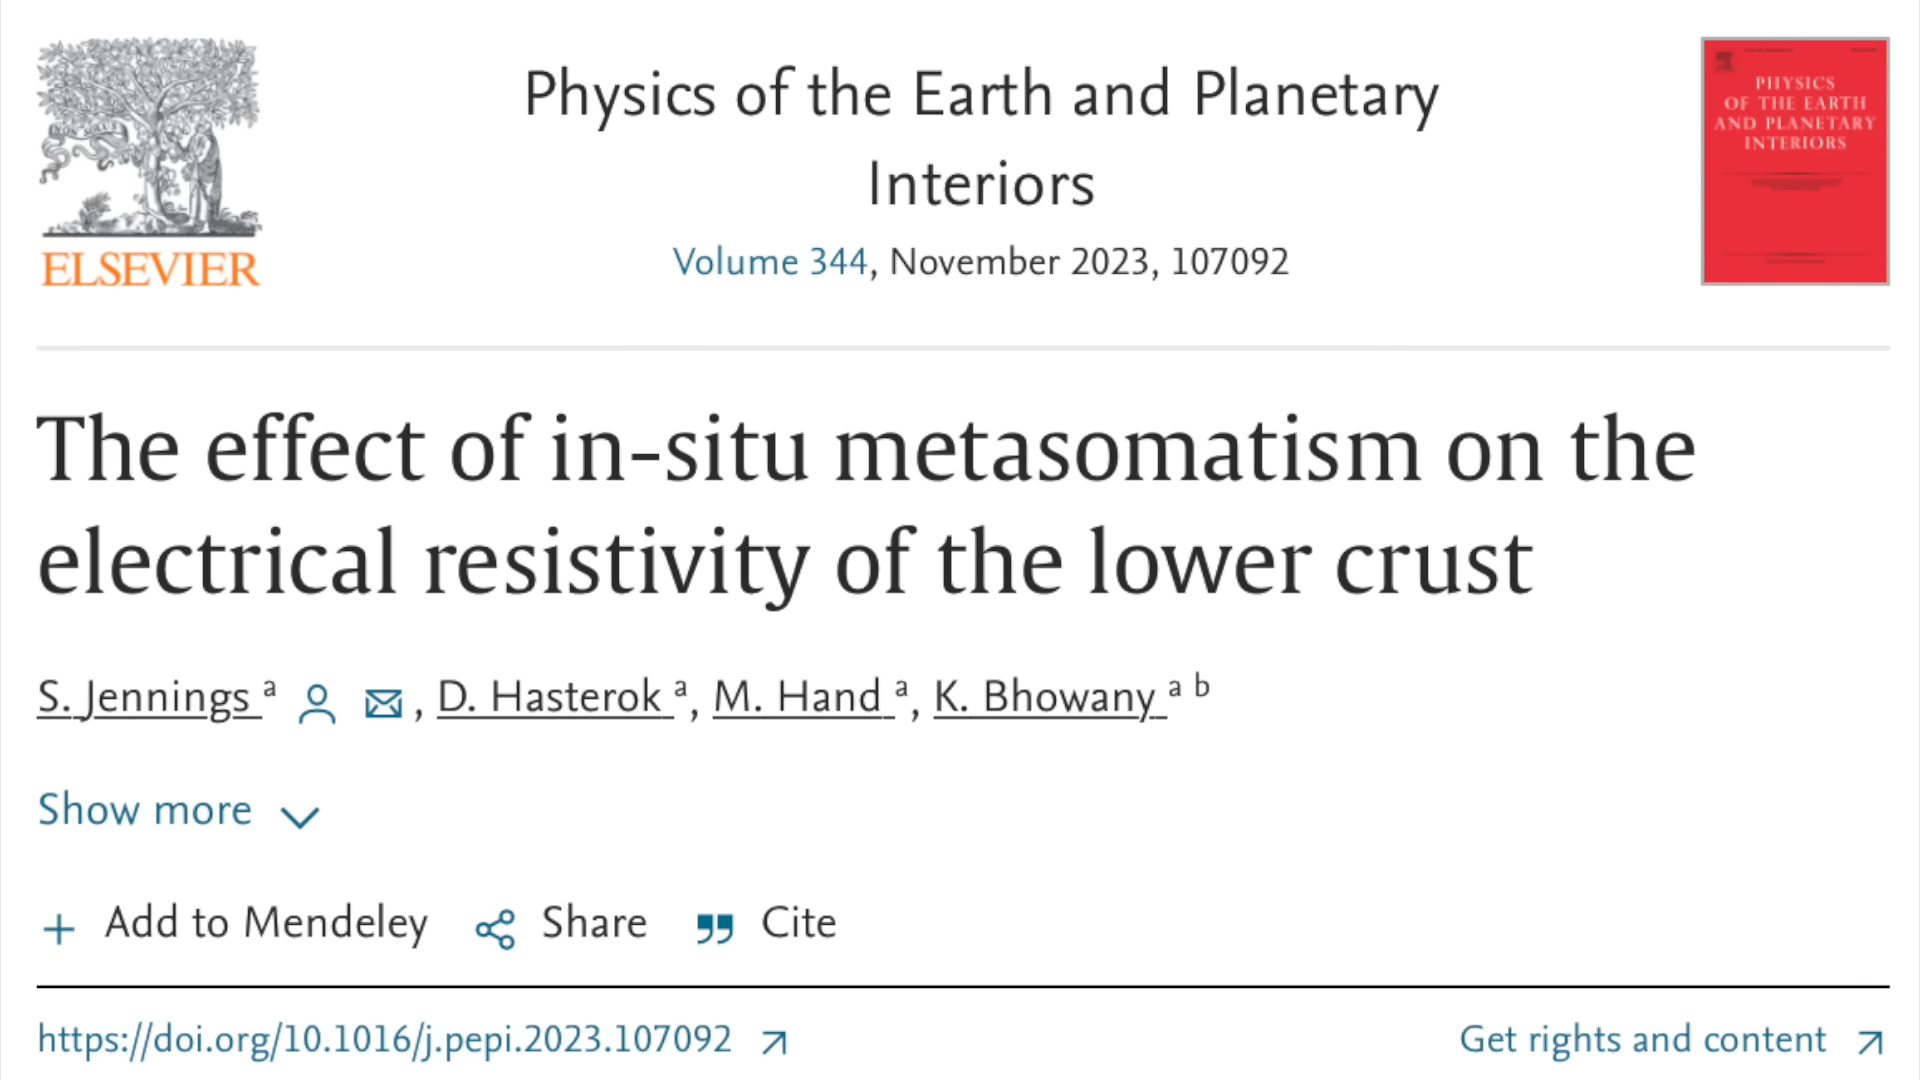 ELSEVIER
Physics of the Earth and Planetary
Interiors
Volume 344, November 2023, 107092
PHYSICS
OF THE EARTH
AND PLANETARY
INTERIORS
The effect of in-situ metasomatism on the
electrical resistivity of the lower crust
S. Jennings a, D. Hasterok a, M. Hand a, K. Bhowany a b
Show more
Add to Mendeley Share Cite
https://doi.org/10.1016/j.pepi.2023.107092
Get rights and content